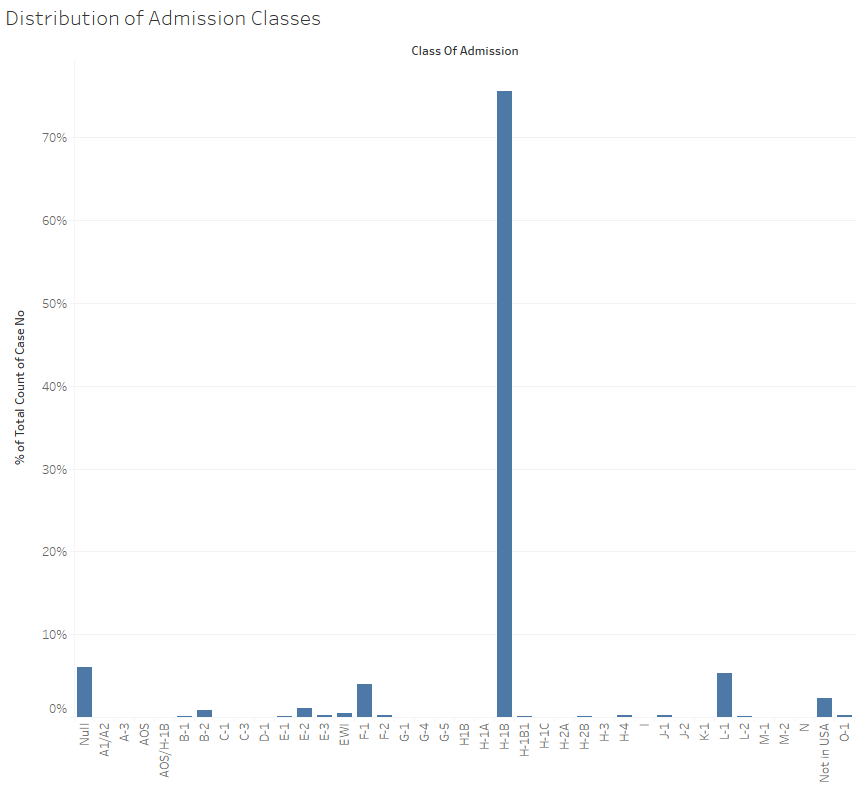 Distribution of Admission Classes
Class Of Admission
% of Total Count of Case No
70%
60%
50%
40%
30%
20%
10%
0%
Null
A1/A2
A-3
AOS
AOS/H-1B
B-1
B-2
C-1
C-3
D-1
E-1
E-2
E-3
EWI
F-1
F-2
G-1
G-4
G-5
H1B
H-1A
H-1B
H-1B1
H-1C
H-2A
H-2B
H-3
H-4
I
J-1
J-2
K-1
L-1
L-2
M-1
M-2
N
Not in USA
O-1